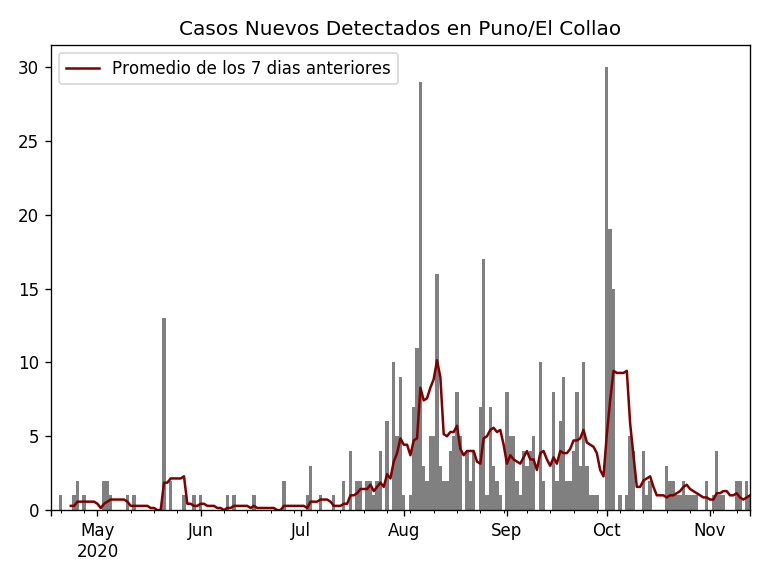 Casos Nuevos Detectados en Puno/El Collao
Promedio de los 7 dias anteriores
30
25
20
15
10
5
0
May Jun Jul Aug Sep Oct Nov
2020